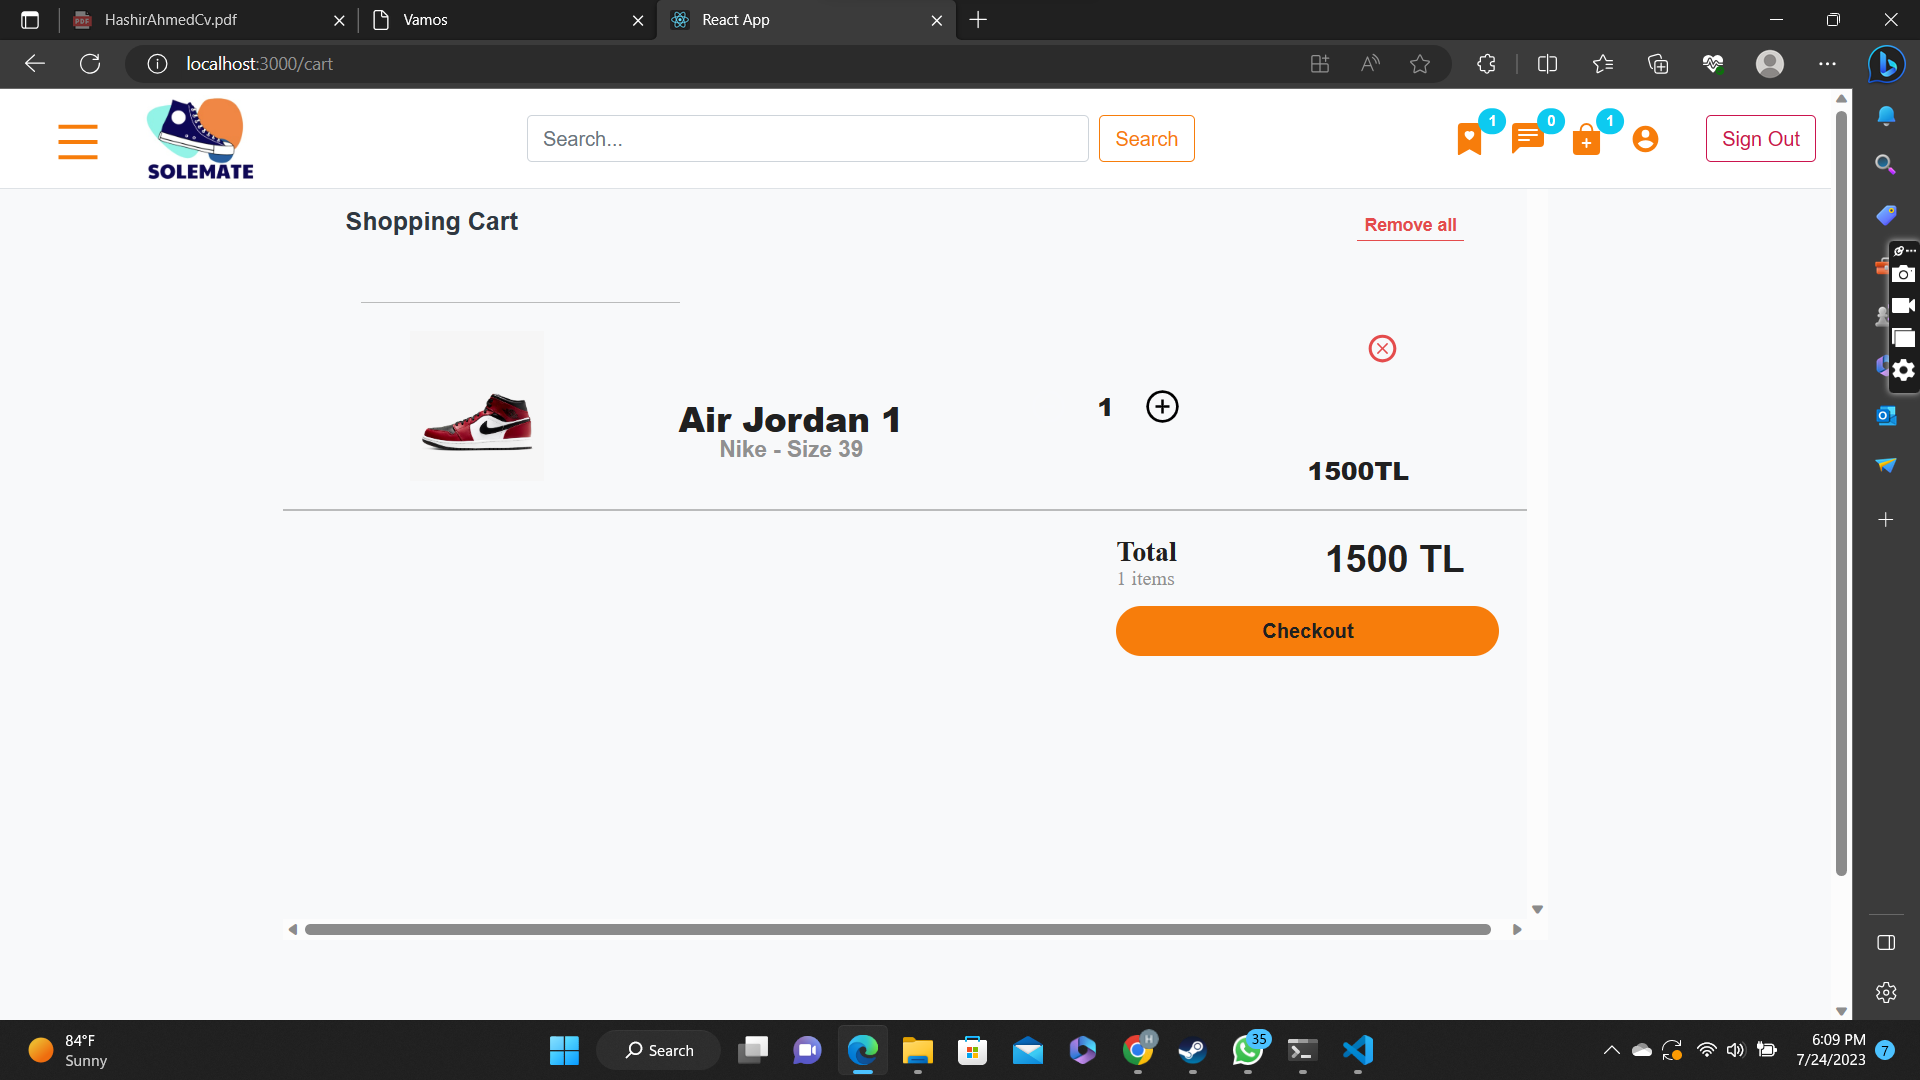 HashirAhmedCv.pdf
Vamos
React App
localhost:3000/cart
SOLEMATE
Search...
Search
1
0
1
Sign Out
Shopping Cart
Remove all
Air Jordan 1
Nike - Size 39
1
1500TL
Total
1 items
1500 TL
Checkout
84°F
Sunny
Search
H
35
6:09 PM
7/24/2023
7